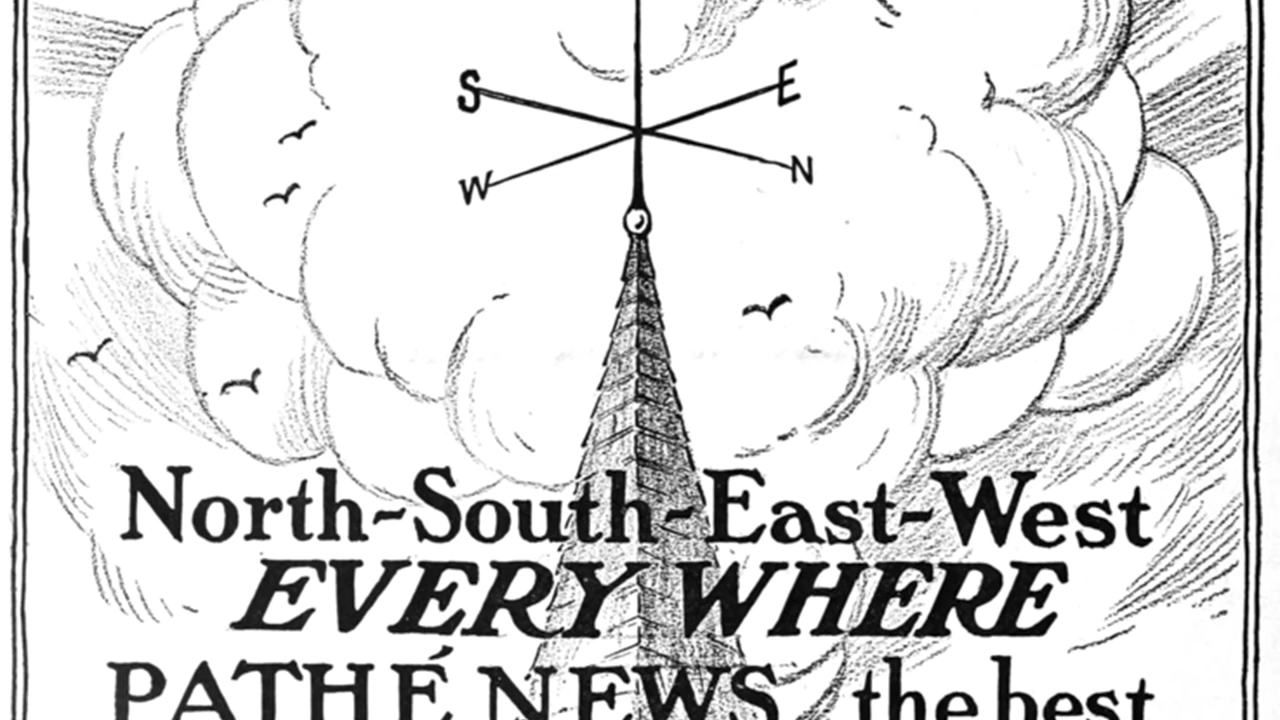 S E
W N
North-South-East-West
EVERY WHERE
PATHÉ NEWS the best